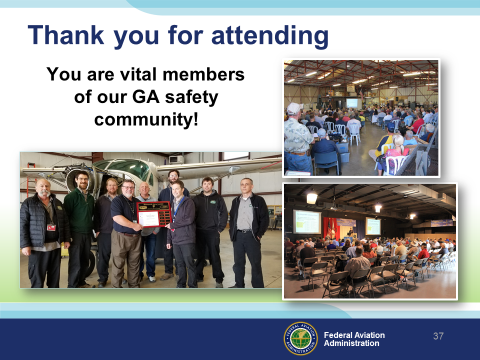 Thank you for attending
You are vital members
of our GA safety
community!
Federal Aviation
Administration
37